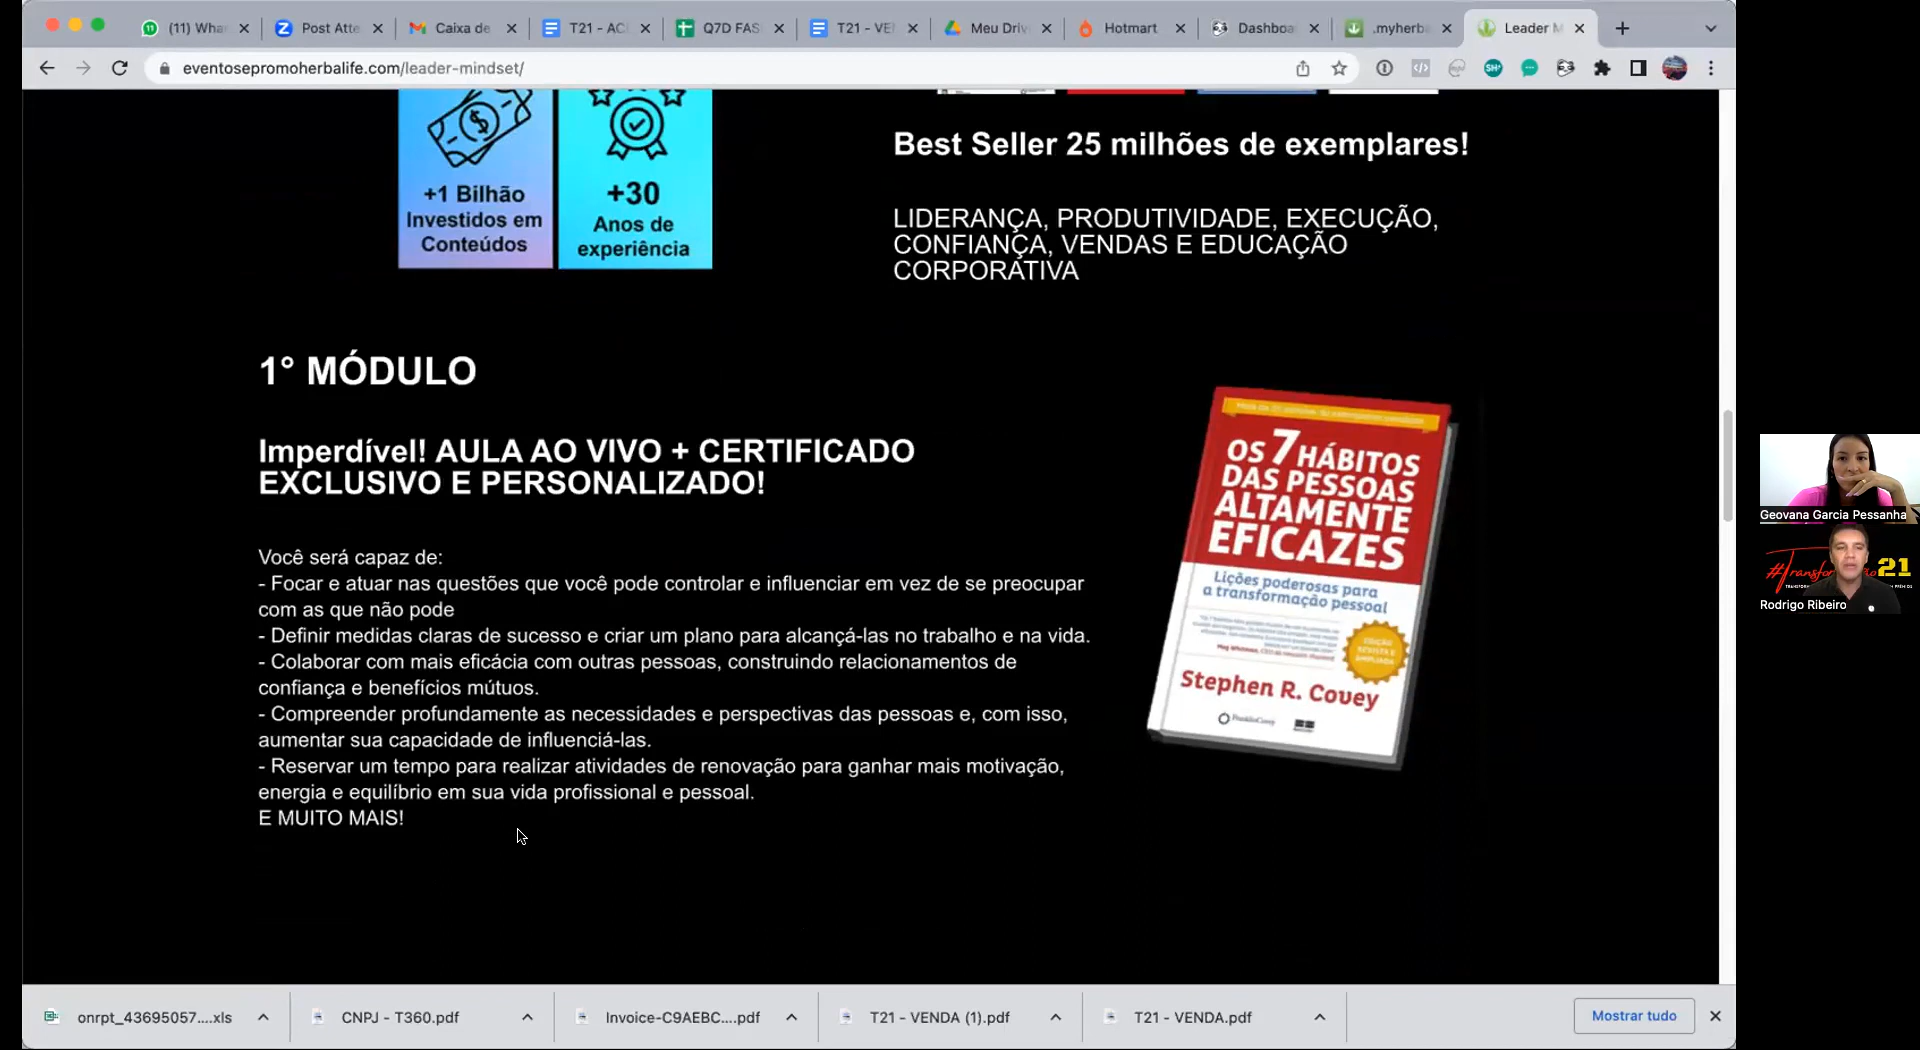 (11) Wha
Post Atte
Caixa de
T21 - AC
Q7D FAS
T21 - VE
Meu Driv
Hotmart
Dashboa
.myherb
Leader M
eventosepromoherbalife.com/leader-mindset/
+1 Bilhão
Investidos em
Conteúdos
+30
Anos de
experiência
Best Seller 25 milhões de exemplares!
LIDERANÇA, PRODUTIVIDADE, EXECUÇÃO,
CONFIANÇA, VENDAS E EDUCAÇÃO
CORPORATIVA
1° MÓDULO
Imperdível! AULA AO VIVO + CERTIFICADO
EXCLUSIVO E PERSONALIZADO!
Você será capaz de:
- Focar e atuar nas questões que você pode controlar e influenciar em vez de se preocupar
com as que não pode
- Definir medidas claras de sucesso e criar um plano para alcançá-las no trabalho e na vida.
- Colaborar com mais eficácia com outras pessoas, construindo relacionamentos de
confiança e benefícios mútuos.
- Compreender profundamente as necessidades e perspectivas das pessoas e, com isso,
aumentar sua capacidade de influenciá-las.
- Reservar um tempo para realizar atividades de renovação para ganhar mais motivação,
energia e equilíbrio em sua vida profissional e pessoal.
E MUITO MAIS!
OS 7 HÁBITOS
DAS PESSOAS
ALTAMENTE
EFICAZES
Lições poderosas para
a transformação pessoal
EDIÇÃO
REVISTA E
AMPLIADA
Stephen R. Covey
FranklinCovey
Geovana Garcia Pessanha
21
Rodrigo Ribeiro
onrpt_43695057....xls
CNPJ - T360.pdf
Invoice-C9AEBC....pdf
T21 - VENDA (1).pdf
T21 - VENDA.pdf
Mostrar tudo